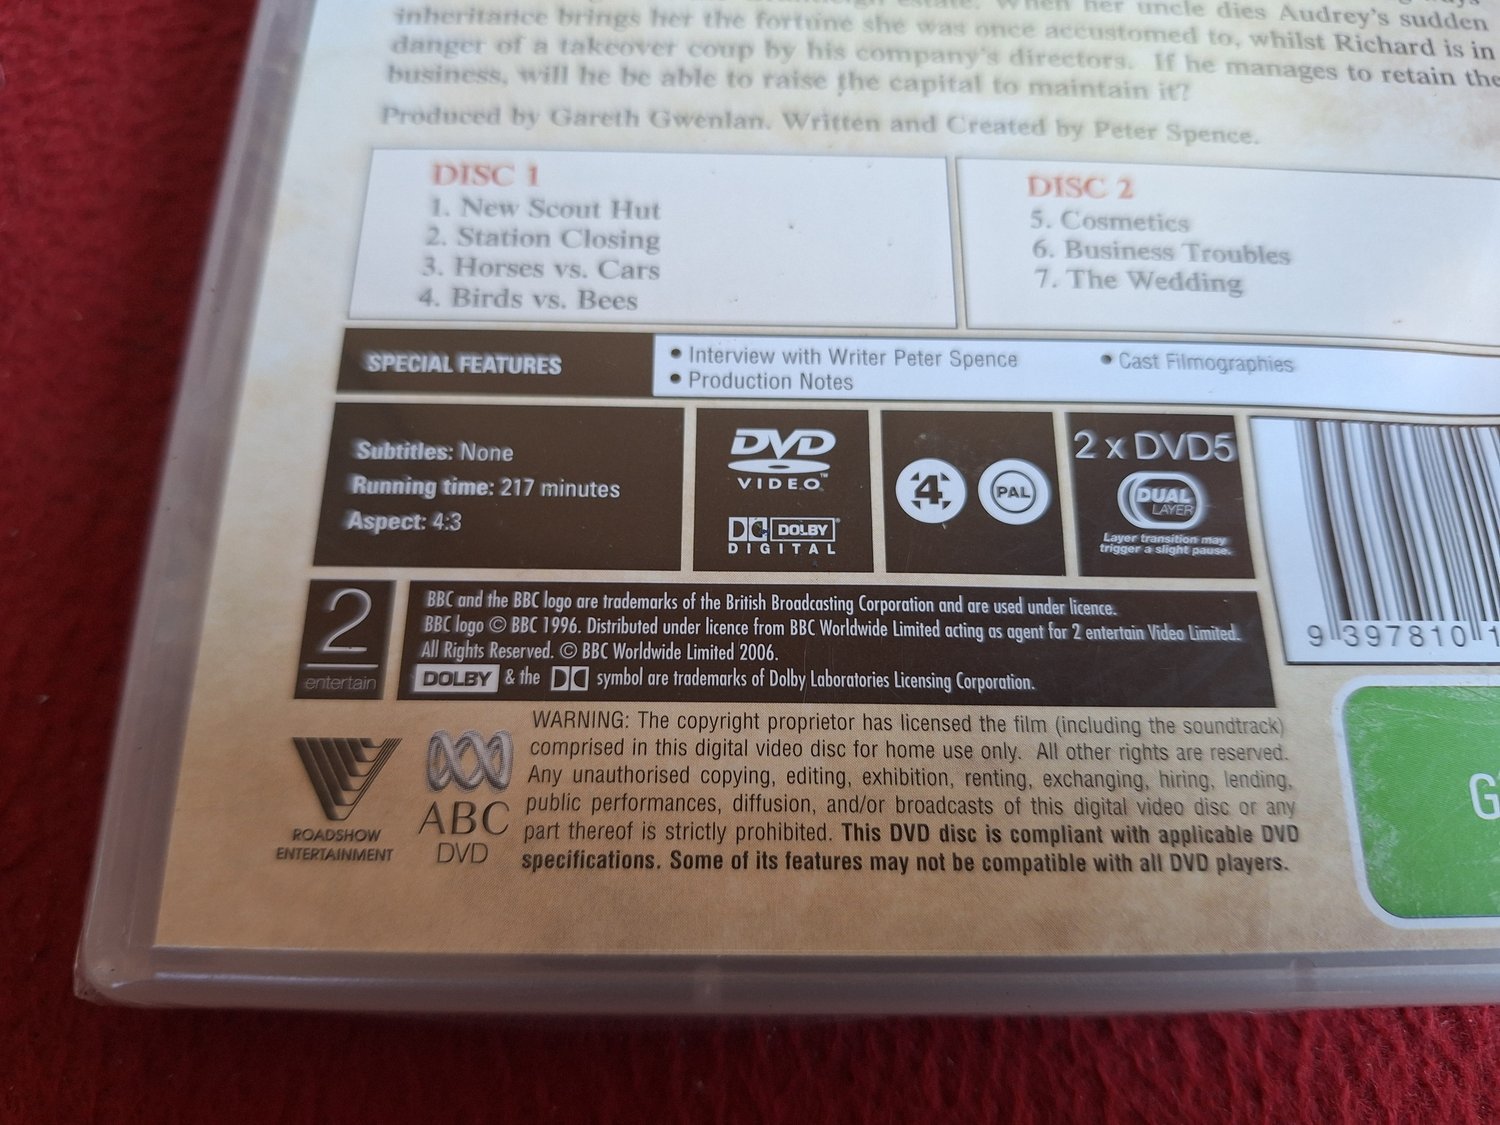 estate. When her uncle dies Audrey's sudden
inheritance brings her the fortune she was once accustomed to, whilst Richard is in
danger of a takeover coup by his company's directors. If he manages to retain the
business, will he be able to raise the capital to maintain it?
Produced by Gareth Gwenlan. Written and Created by Peter Spence.
DISC 1
1. New Scout Hut
2. Station Closing
3. Horses vs. Cars
4. Birds vs. Bees
DISC 2
5. Cosmetics
6. Business Troubles
7. The Wedding
SPECIAL FEATURES
• Interview with Writer Peter Spence
• Production Notes
• Cast Filmographies
Subtitles: None
Running time: 217 minutes
Aspect: 4:3
DVD
VIDEO™
DOLBY®
DIGITAL
4
PAL
2 x DVD5
DUAL
LAYER
Layer transition may
trigger a slight pause.
9 397810 1
2
entertain
BBC and the BBC logo are trademarks of the British Broadcasting Corporation and are used under licence.
BBC logo © BBC 1996. Distributed under licence from BBC Worldwide Limited acting as agent for 2 entertain Video Limited.
All Rights Reserved. © BBC Worldwide Limited 2006.
DOLBY & the symbol are trademarks of Dolby Laboratories Licensing Corporation.
ROADSHOW
ENTERTAINMENT
ABC
DVD
WARNING: The copyright proprietor has licensed the film (including the soundtrack)
comprised in this digital video disc for home use only. All other rights are reserved.
Any unauthorised copying, editing, exhibition, renting, exchanging, hiring, lending,
public performances, diffusion, and/or broadcasts of this digital video disc or any
part thereof is strictly prohibited. This DVD disc is compliant with applicable DVD
specifications. Some of its features may not be compatible with all DVD players.
G